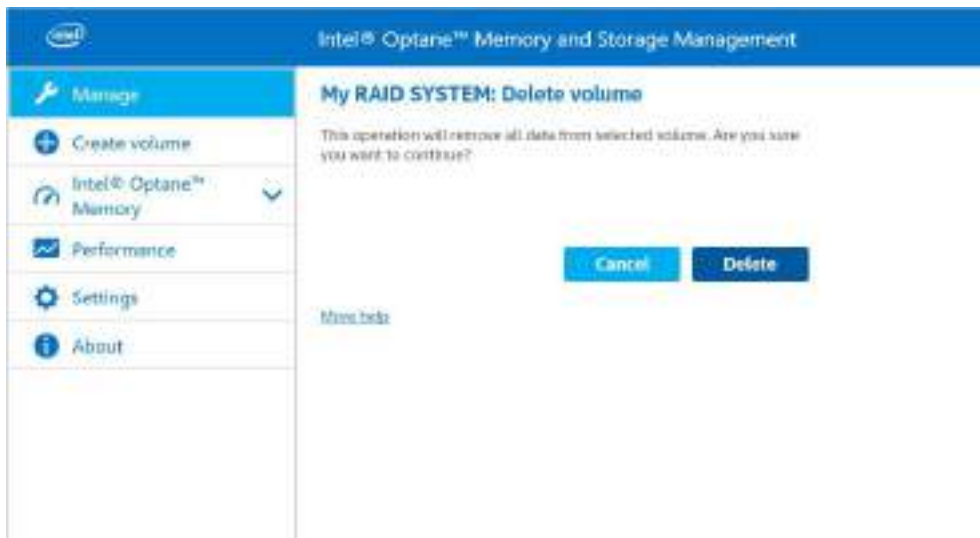 intel
Intel® Optane™ Memory and Storage Management
Manage
Create volume
Intel® Optane™
Memory
Performance
Settings
About
My RAID SYSTEM: Delete volume
This operation will remove all data from selected volume. Are you sure
you want to continue?
Cancel
Delete
More help